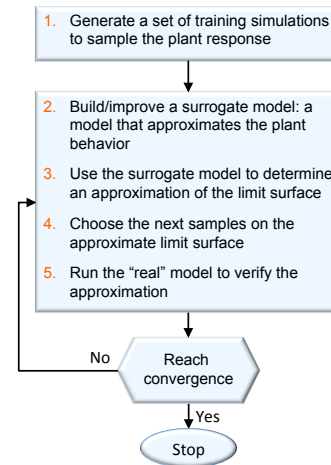 1. Generate a set of training simulations
to sample the plant response
2. Build/improve a surrogate model: a
model that approximates the plant
behavior
3. Use the surrogate model to determine
an approximation of the limit surface
4. Choose the next samples on the
approximate limit surface
5. Run the “real” model to verify the
approximation
No
Reach
convergence
Yes
Stop